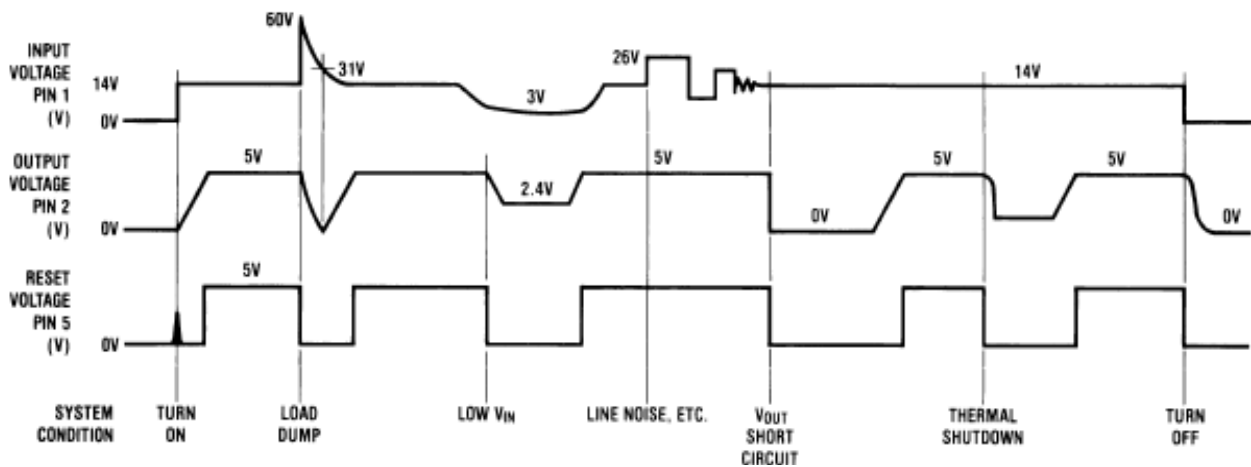 60V
INPUT
VOLTAGE
PIN 1
(V)
14V
0V
31V
3V
26V
14V
OUTPUT
VOLTAGE
PIN 2
(V)
0V
5V
2.4V
5V
0V
5V
5V
0V
RESET
VOLTAGE
PIN 5
(V)
0V
5V
SYSTEM
CONDITION
TURN
ON
LOAD
DUMP
LOW VIN
LINE NOISE, ETC.
VOUT
SHORT
CIRCUIT
THERMAL
SHUTDOWN
TURN
OFF